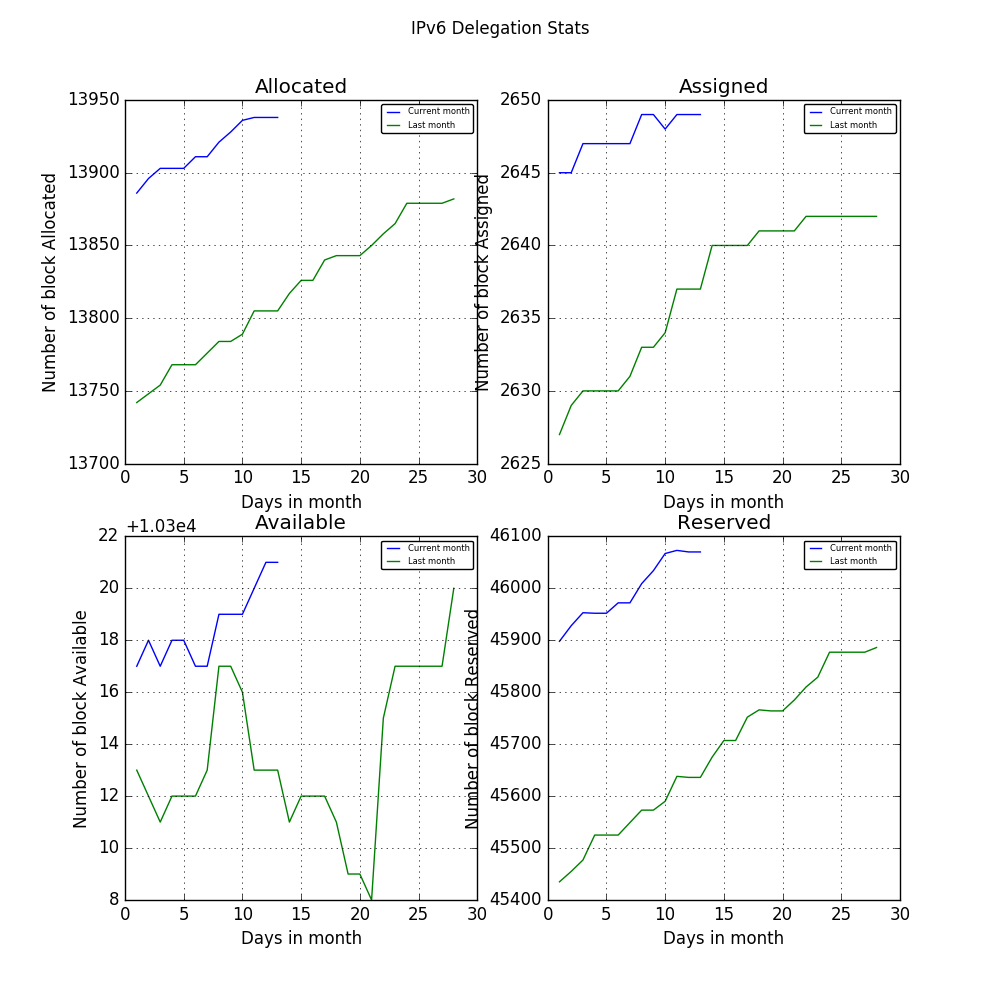 IPv6 Delegation Stats
Allocated
Number of block Allocated
13950
13900
13850
13800
13750
13700
Current month
Last month
0 5 10 15 20 25 30
Days in month
Assigned
Number of block Assigned
2650
2645
2640
2635
2630
2625
Current month
Last month
0 5 10 15 20 25 30
Days in month
Available
+1.03e4
Number of block Available
22
20
18
16
14
12
10
8
Current month
Last month
0 5 10 15 20 25 30
Days in month
Reserved
Number of block Reserved
46100
46000
45900
45800
45700
45600
45500
45400
Current month
Last month
0 5 10 15 20 25 30
Days in month